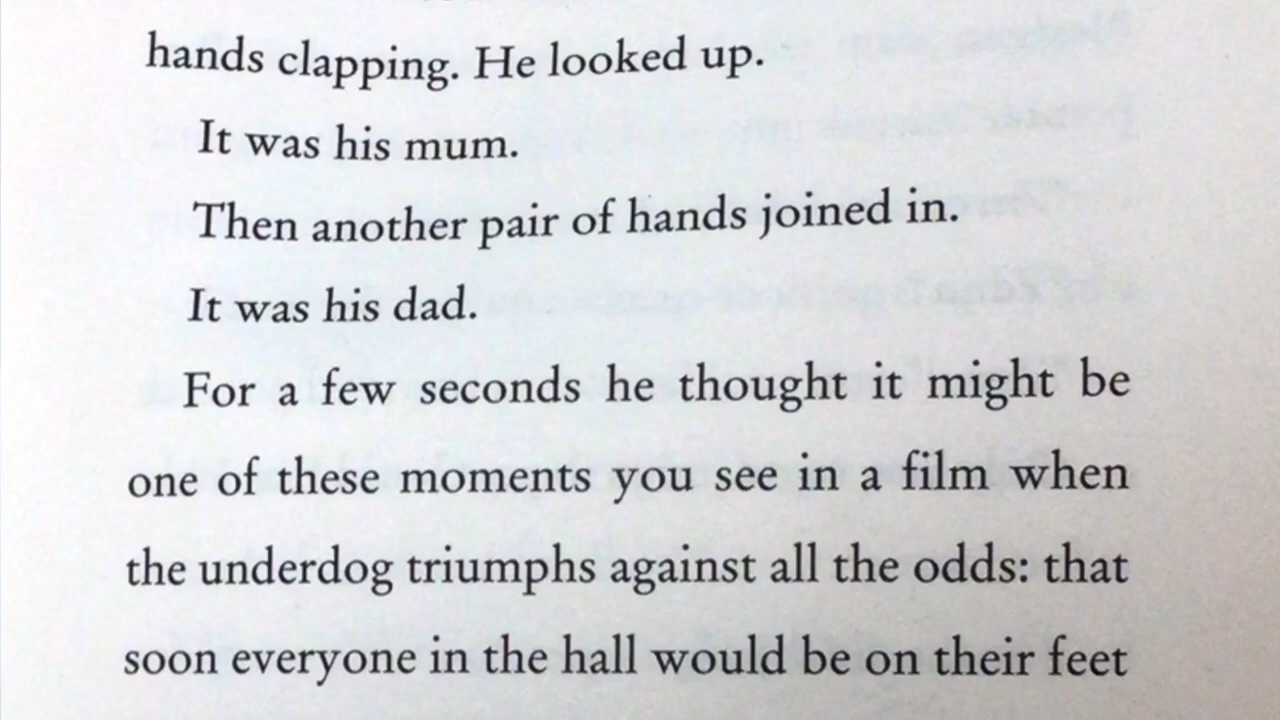 hands clapping. He looked up.
It was his mum.
Then another pair of hands joined in.
It was his dad.
For a few seconds he thought it might be
one of these moments you see in a film when
the underdog triumphs against all the odds: that
soon everyone in the hall would be on their feet